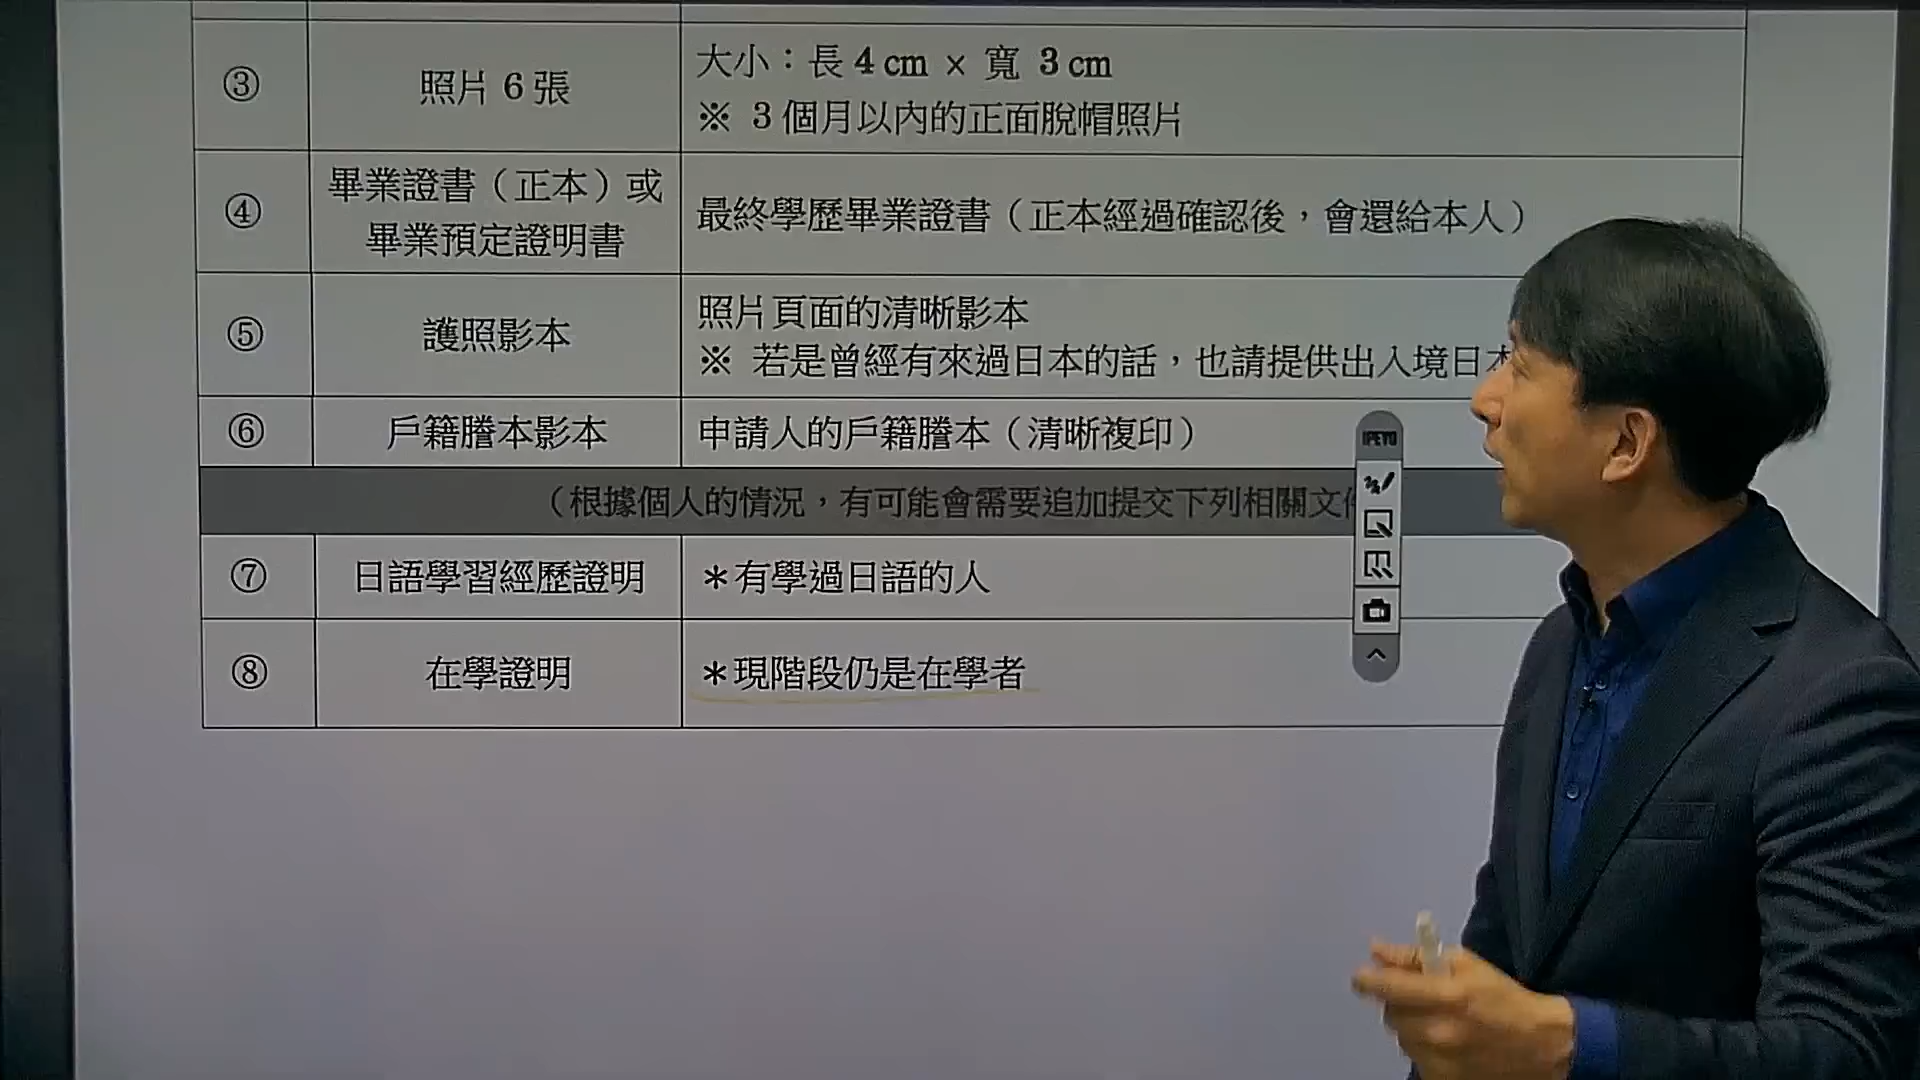 ③
照片 6 張
大小：長 4 cm × 寬 3 cm
※ 3 個月以內的正面脫帽照片
④
畢業證書（正本）或
畢業預定證明書
最終學歷畢業證書（正本經過確認後，會還給本人）
⑤
護照影本
照片頁面的清晰影本
※ 若是曾經有來過日本的話，也請提供出入境日本
⑥
戶籍謄本影本
申請人的戶籍謄本（清晰複印）
IPEVO
（根據個人的情況，有可能會需要追加提交下列相關文件
⑦
日語學習經歷證明
＊有學過日語的人
⑧
在學證明
＊現階段仍是在學者